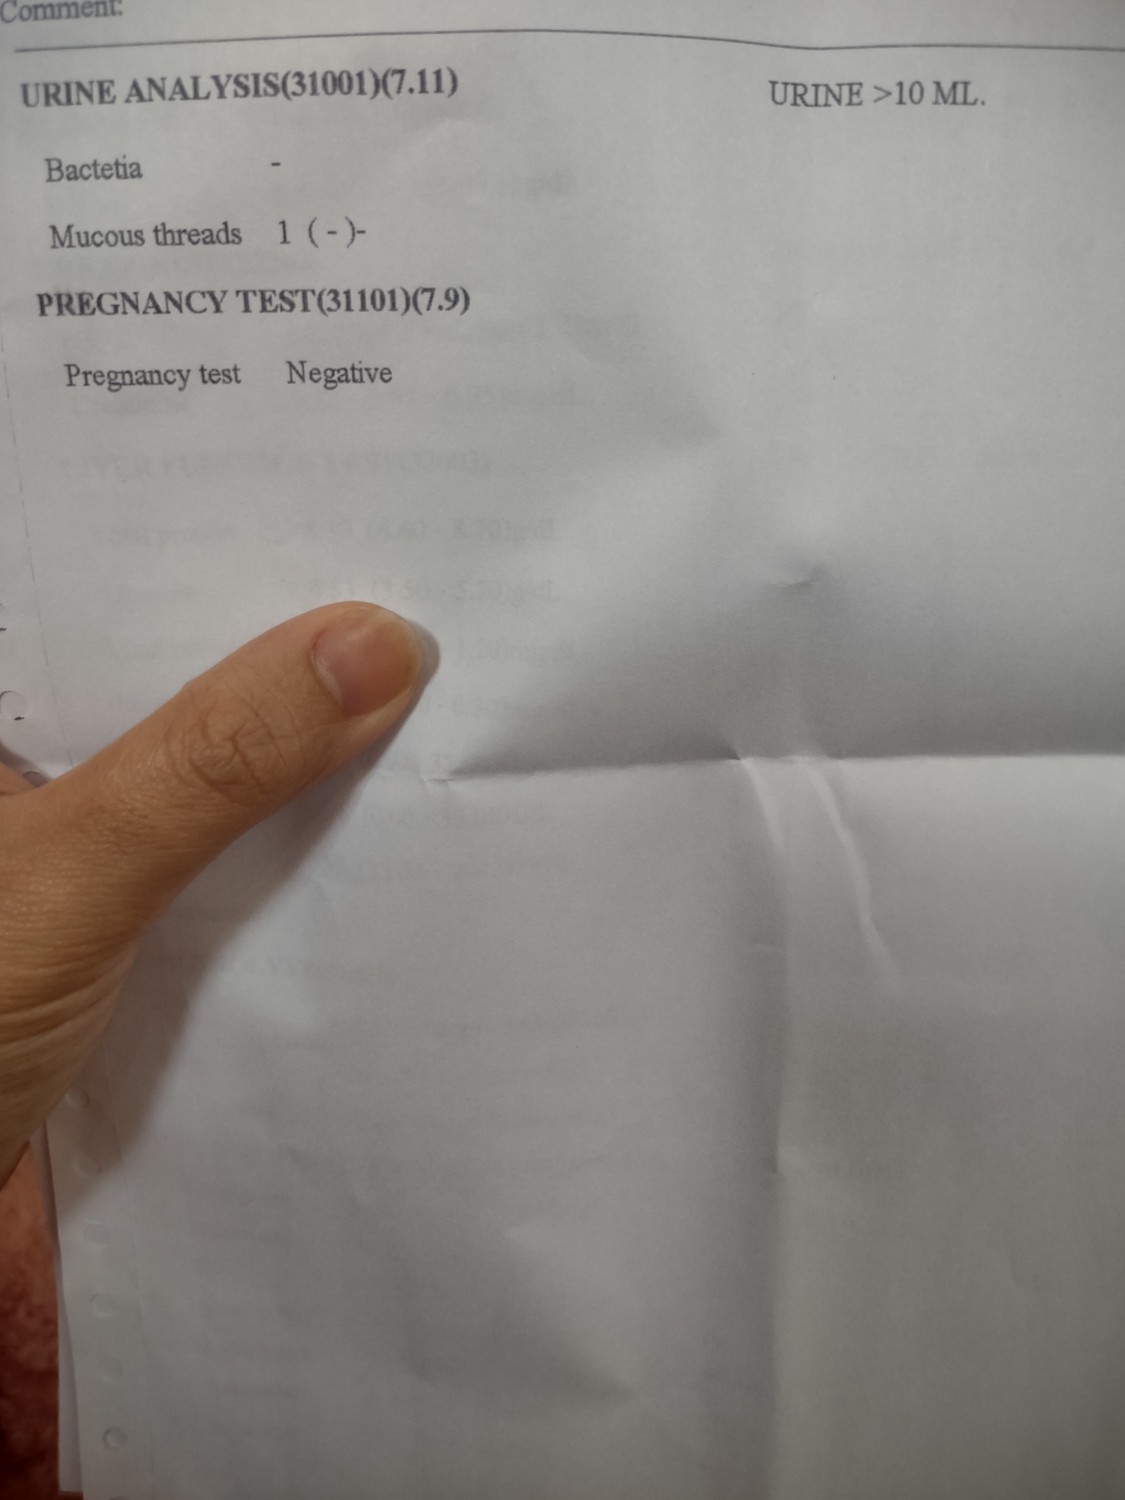 Comment:
URINE ANALYSIS(31001)(7.11) URINE >10 ML.
Bactetia -
Mucous threads 1 ( - )-
PREGNANCY TEST(31101)(7.9)
Pregnancy test Negative